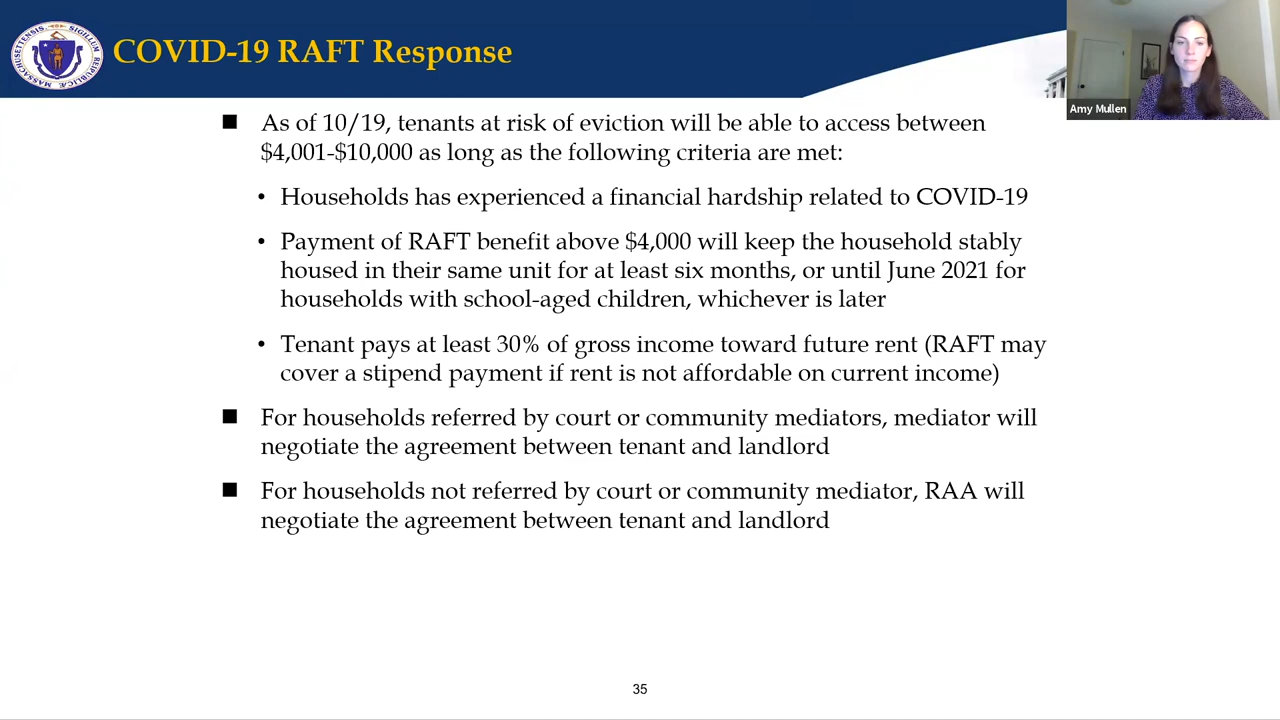 COVID-19 RAFT Response
Amy Mullen
■ As of 10/19, tenants at risk of eviction will be able to access between
$4,001-$10,000 as long as the following criteria are met:
• Households has experienced a financial hardship related to COVID-19
• Payment of RAFT benefit above $4,000 will keep the household stably
housed in their same unit for at least six months, or until June 2021 for
households with school-aged children, whichever is later
• Tenant pays at least 30% of gross income toward future rent (RAFT may
cover a stipend payment if rent is not affordable on current income)
■ For households referred by court or community mediators, mediator will
negotiate the agreement between tenant and landlord
■ For households not referred by court or community mediator, RAA will
negotiate the agreement between tenant and landlord
35